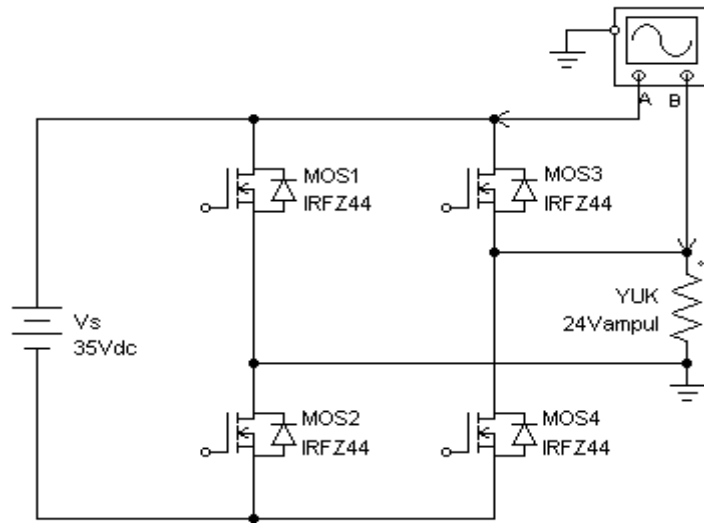 A B
MOS1
IRFZ44
MOS3
IRFZ44
YUK
24Vampul
Vs
35Vdc
MOS2
IRFZ44
MOS4
IRFZ44